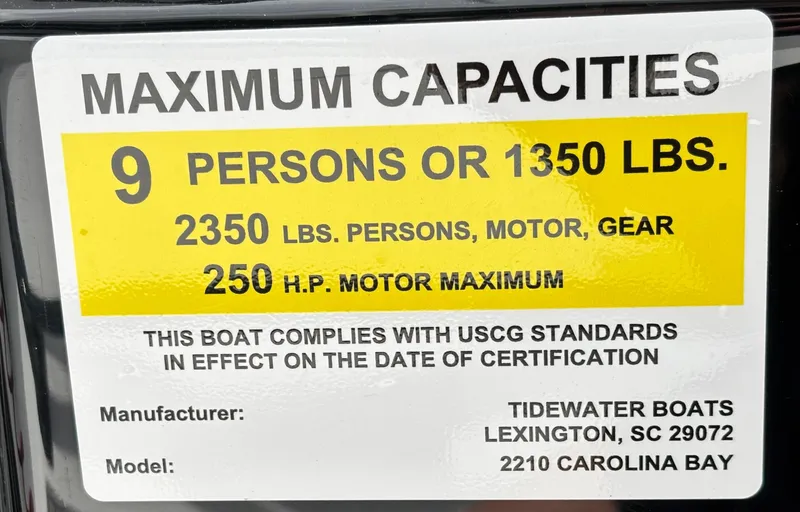 MAXIMUM CAPACITIES
9 PERSONS OR 1350 LBS.
2350 LBS. PERSONS, MOTOR, GEAR
250 H.P. MOTOR MAXIMUM
THIS BOAT COMPLIES WITH USCG STANDARDS
IN EFFECT ON THE DATE OF CERTIFICATION
Manufacturer: TIDEWATER BOATS
LEXINGTON, SC 29072
Model: 2210 CAROLINA BAY